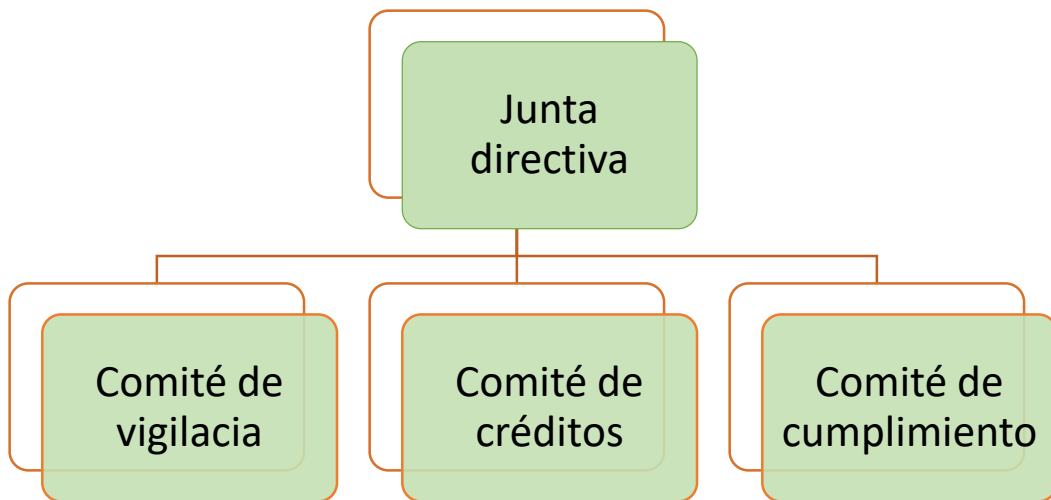 Junta
directiva
Comité de
vigilacia
Comité de
créditos
Comité de
cumplimiento